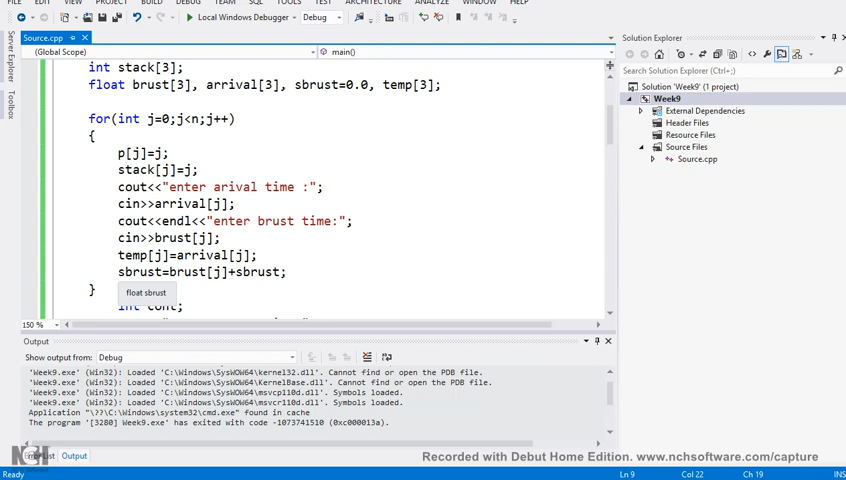 FILE EDIT VIEW PROJECT BUILD DEBUG TEAM SQL TOOLS TEST ARCHITECTURE ANALYZE WINDOW HELP
Local Windows Debugger Debug
Server Explorer
Toolbox
Source.cpp
(Global Scope) main()
int stack[3];
float brust[3], arrival[3], sbrust=0.0, temp[3];
for(int j=0;j<n;j++)
{
p[j]=j;
stack[j]=j;
cout<<"enter arival time :";
cin>>arrival[j];
cout<<endl<<"enter brust time:";
cin>>brust[j];
temp[j]=arrival[j];
sbrust=brust[j]+sbrust;
}
float sbrust
int cont;
150 %
Output
Show output from: Debug
'Week9.exe' (Win32): Loaded 'C:\Windows\SysWOW64\kernel32.dll'. Cannot find or open the PDB file.
'Week9.exe' (Win32): Loaded 'C:\Windows\SysWOW64\KernelBase.dll'. Cannot find or open the PDB file.
'Week9.exe' (Win32): Loaded 'C:\Windows\SysWOW64\msvcp110d.dll'. Symbols loaded.
'Week9.exe' (Win32): Loaded 'C:\Windows\SysWOW64\msvcr110d.dll'. Symbols loaded.
Application "\??\C:\Windows\system32\cmd.exe" found in cache
The program '[3280] Week9.exe' has exited with code -1073741510 (0xc000013a).
Error List Output
Solution Explorer
Search Solution Explorer (Ctrl+;)
Solution 'Week9' (1 project)
Week9
External Dependencies
Header Files
Resource Files
Source Files
Source.cpp
NCH
Recorded with Debut Home Edition. www.nchsoftware.com/capture
Ready Ln 9 Col 22 Ch 19 INS